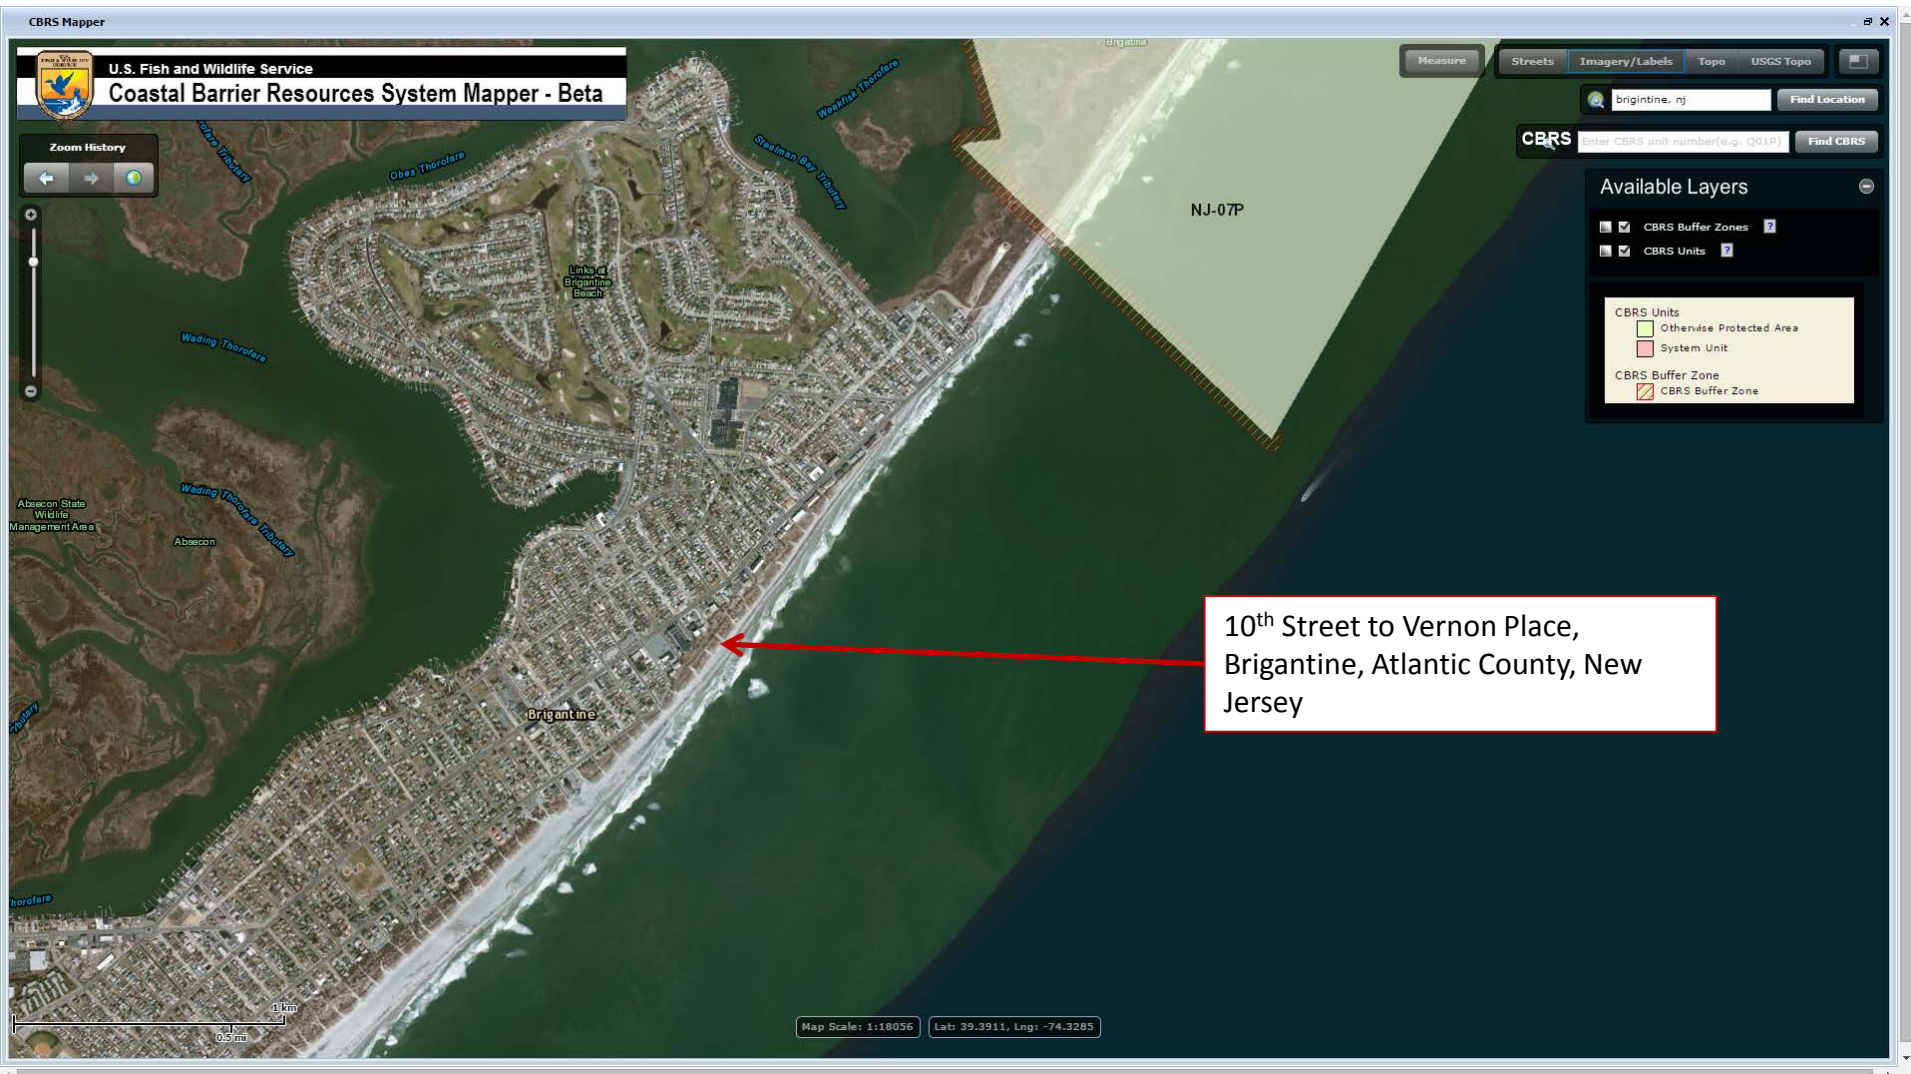 CBRS Mapper
U.S. Fish and Wildlife Service
Coastal Barrier Resources System Mapper - Beta
Zoom History
Measure
Streets
Imagery/Labels
Topo
USGS Topo
brigintine, nj
Find Location
CBRS
Enter CBRS unit number(e.g. Q01P)
Find CBRS
Available Layers
CBRS Buffer Zones ?
CBRS Units ?
CBRS Units
Otherwise Protected Area
System Unit
CBRS Buffer Zone
CBRS Buffer Zone
Brigantine
Weakfish Thorofare
Steelman Bay Tributary
Obes Thorofare
NJ-07P
Links at
Brigantine
Beach
Wading Thorofare
Wading Thorofare Tributary
Absecon State
Wildlife
Management Area
Absecon
Brigantine
10th Street to Vernon Place,
Brigantine, Atlantic County, New
Jersey
1 km
0.5 mi
Map Scale: 1:18056
Lat: 39.3911, Lng: -74.3285